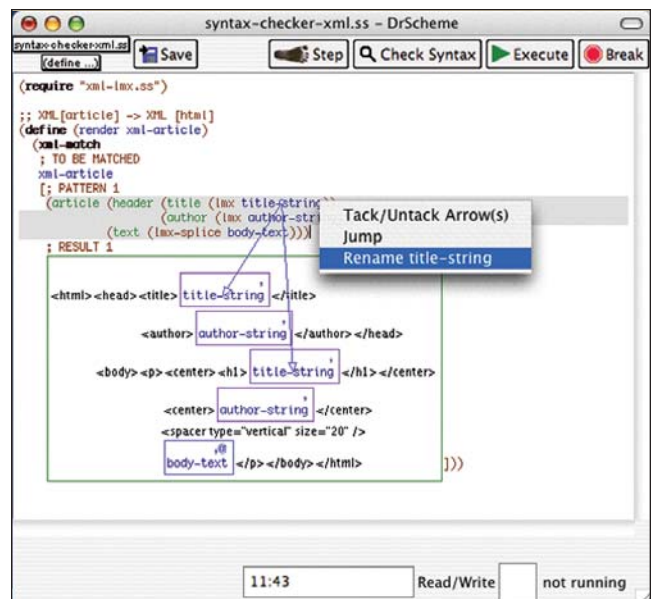 syntax-checker-xml.ss - DrScheme
syntax-checker-xml.ss
(define ...)
Save
Step
Check Syntax
Execute
Break
(require "xml-lmx.ss")
;; XML[article] -> XML [html]
(define (render xml-article)
(xml-match
; TO BE MATCHED
xml-article
[; PATTERN 1
(article (header (title (lmx title-string))
(author (lmx author-stri
(text (lmx-splice body-text)))
; RESULT 1
Tack/Untack Arrow(s)
Jump
Rename title-string
<html><head><title> , title-string </title>
<author> , author-string </author></head>
<body><p><center><h1> , title-string </h1></center>
<center> , author-string </center>
<spacer type="vertical" size="20" />
,@ body-text </p></body></html> ]))
11:43
Read/Write
not running